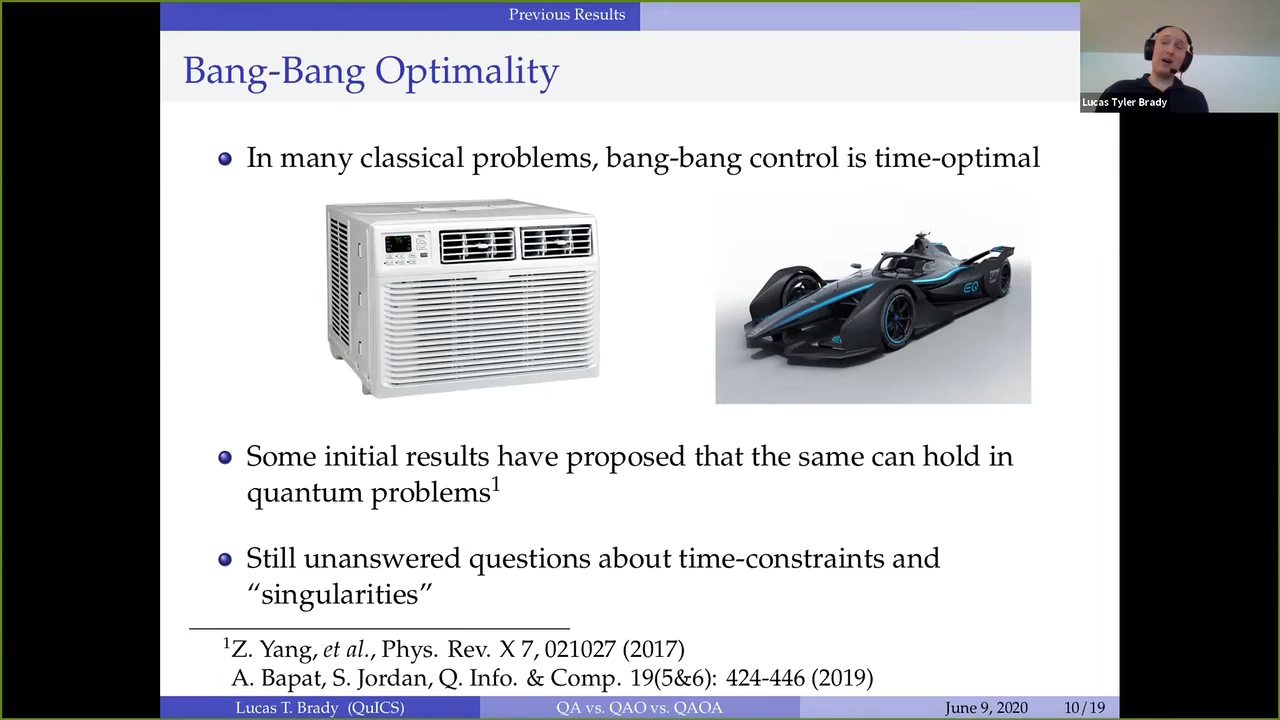 Previous Results
Bang-Bang Optimality
Lucas Tyler Brady
In many classical problems, bang-bang control is time-optimal
EQ
Some initial results have proposed that the same can hold in
quantum problems1
Still unanswered questions about time-constraints and
“singularities”
1Z. Yang, et al., Phys. Rev. X 7, 021027 (2017)
A. Bapat, S. Jordan, Q. Info. & Comp. 19(5&6): 424-446 (2019)
Lucas T. Brady (QuICS) QA vs. QAO vs. QAOA June 9, 2020 10/19